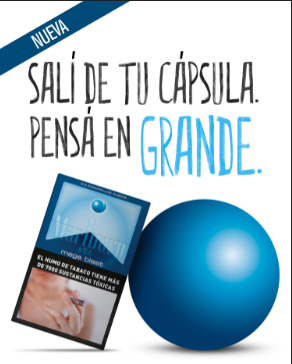 NUEVA
SALÍ DE TU CÁPSULA.
PENSÁ EN GRANDE.
Marlboro
mega blast
EL HUMO DE TABACO TIENE MÁS
DE 7000 SUSTANCIAS TÓXICAS